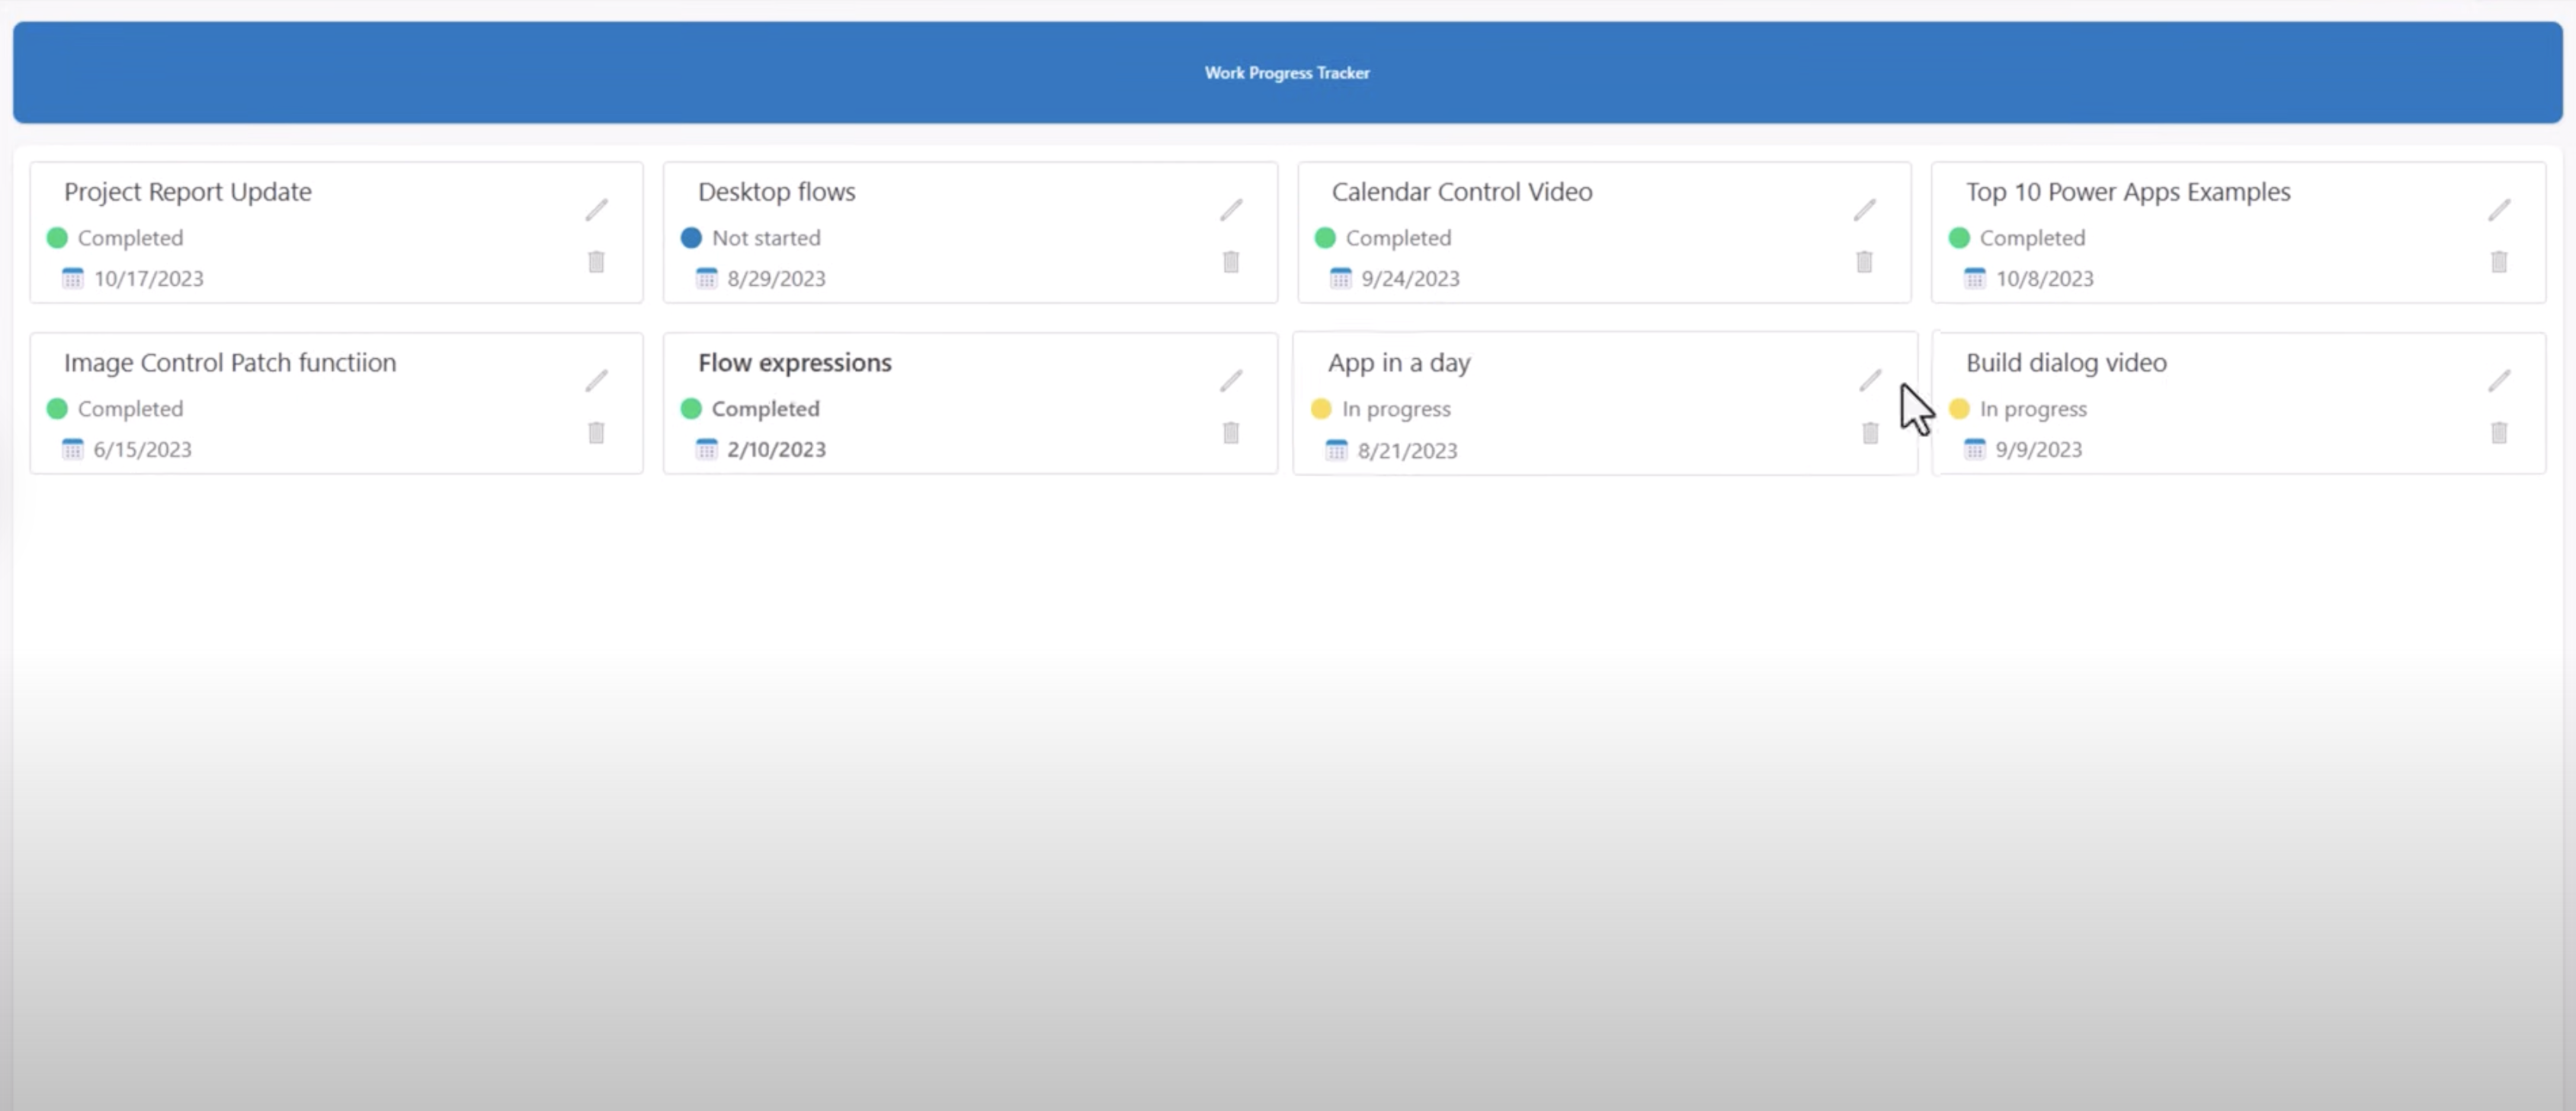 Work Progress Tracker
Project Report Update
Completed
10/17/2023
Desktop flows
Not started
8/29/2023
Calendar Control Video
Completed
9/24/2023
Top 10 Power Apps Examples
Completed
10/8/2023
Image Control Patch functiion
Completed
6/15/2023
Flow expressions
Completed
2/10/2023
App in a day
In progress
8/21/2023
Build dialog video
In progress
9/9/2023